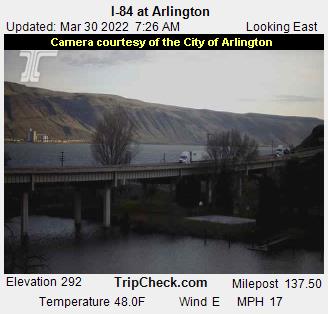 I-84 at Arlington
Updated: Mar 30 2022 7:26 AM Looking East
Camera courtesy of the City of Arlington
Elevation 292 TripCheck.com Milepost 137.50
Temperature 48.0F Wind E MPH 17